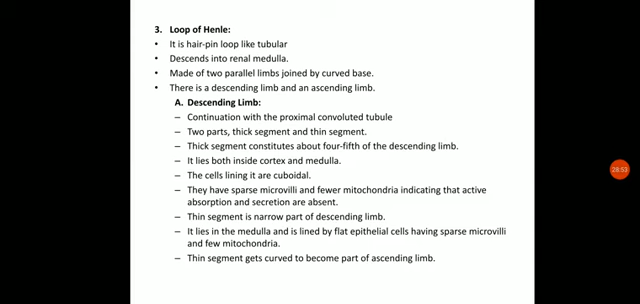 3. Loop of Henle:
• It is hair-pin loop like tubular
• Descends into renal medulla.
• Made of two parallel limbs joined by curved base.
• There is a descending limb and an ascending limb.
A. Descending Limb:
– Continuation with the proximal convoluted tubule
– Two parts, thick segment and thin segment.
– Thick segment constitutes about four-fifth of the descending limb.
– It lies both inside cortex and medulla.
– The cells lining it are cuboidal.
– They have sparse microvilli and fewer mitochondria indicating that active
absorption and secretion are absent.
– Thin segment is narrow part of descending limb.
– It lies in the medulla and is lined by flat epithelial cells having sparse microvilli
and few mitochondria.
– Thin segment gets curved to become part of ascending limb.
28:53